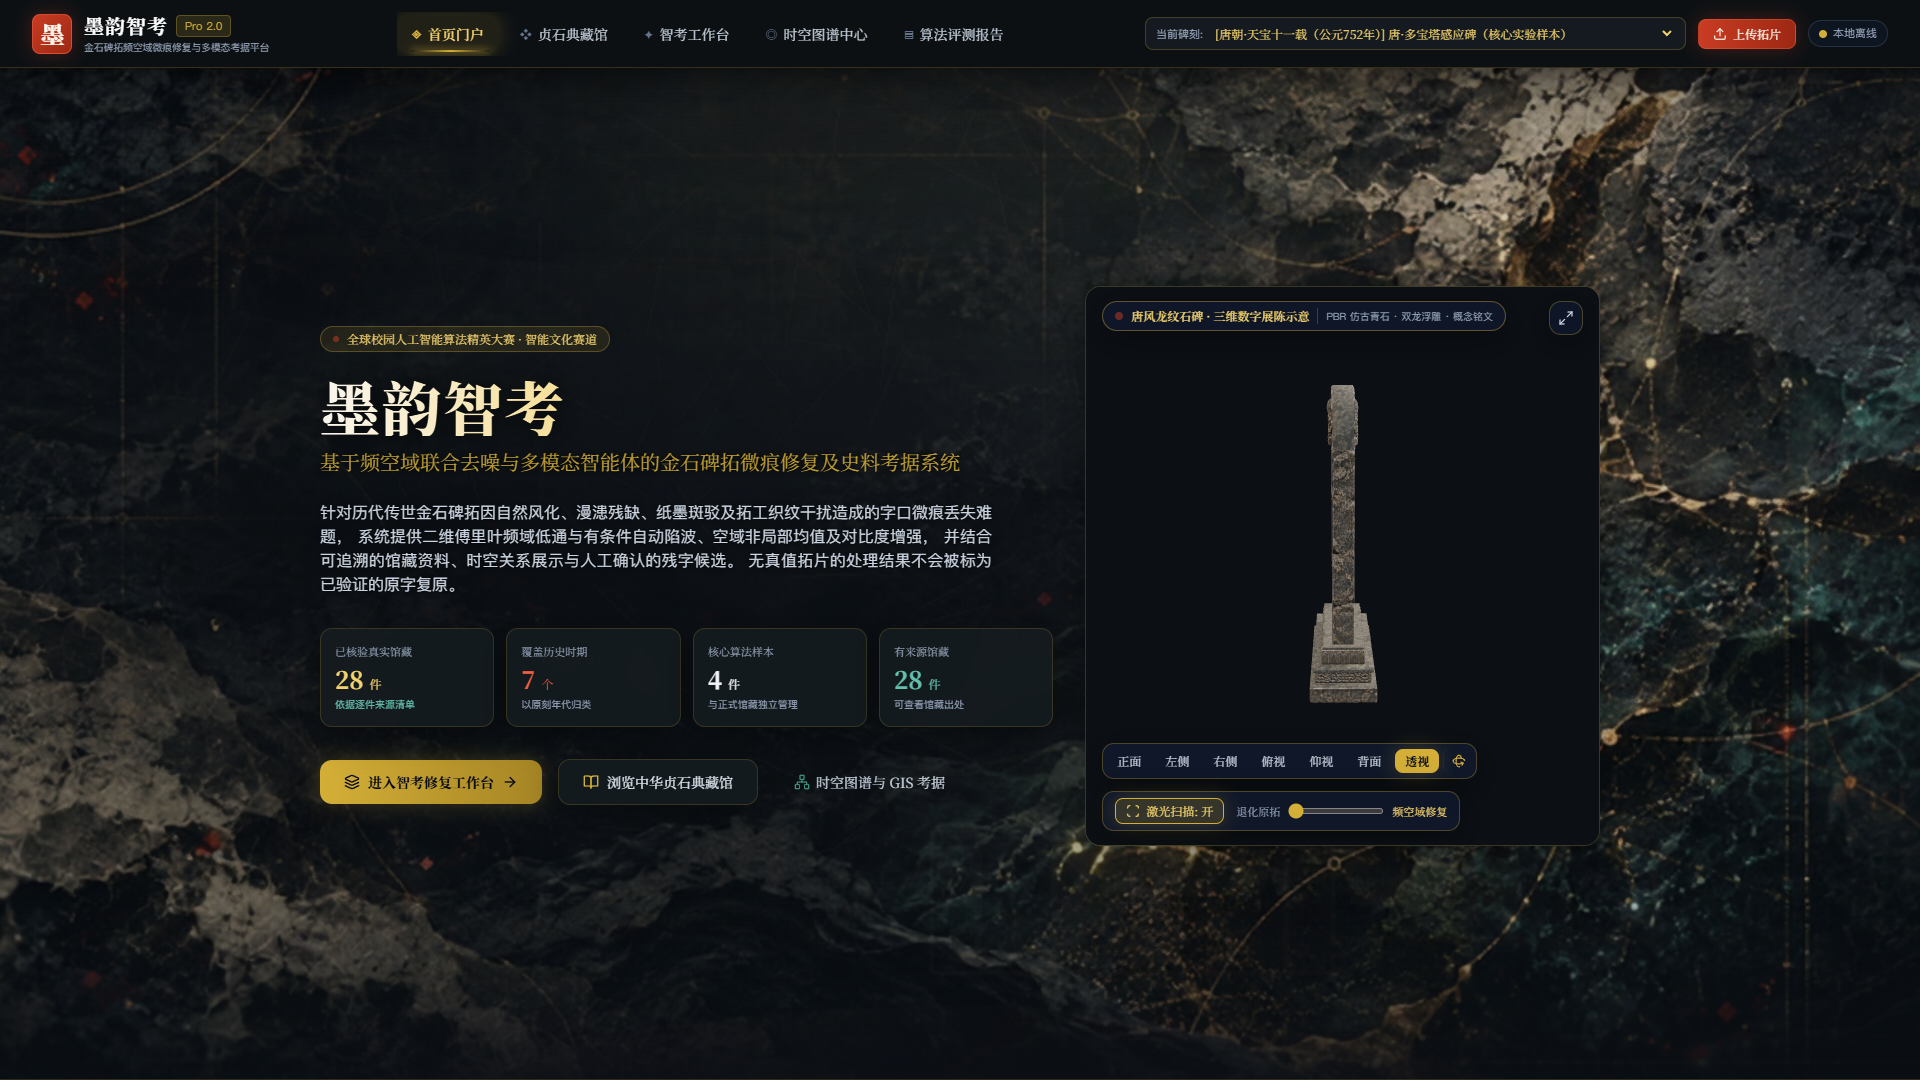 墨
墨韵智考
Pro 2.0
金石碑拓频空域微痕修复与多模态考据平台
首页门户
贞石典藏馆
智考工作台
时空图谱中心
算法评测报告
当前碑刻:
[唐朝·天宝十一载（公元752年）] 唐·多宝塔感应碑（核心实验样本）
上传拓片
本地离线
全球校园人工智能算法精英大赛 · 智能文化赛道
墨韵智考
基于频空域联合去噪与多模态智能体的金石碑拓微痕修复及史料考据系统
针对历代传世金石碑拓因自然风化、漫漶残缺、纸墨斑驳及拓工织纹干扰造成的字口微痕丢失难
题， 系统提供二维傅里叶频域低通与有条件自动陷波、空域非局部均值及对比度增强， 并结合
可追溯的馆藏资料、时空关系展示与人工确认的残字候选。 无真值拓片的处理结果不会被标为
已验证的原字复原。
已核验真实馆藏
28 件
依据逐件来源清单
覆盖历史时期
7 个
以原刻年代归类
核心算法样本
4 件
与正式馆藏独立管理
有来源馆藏
28 件
可查看馆藏出处
进入智考修复工作台
浏览中华贞石典藏馆
时空图谱与 GIS 考据
唐风龙纹石碑 · 三维数字展陈示意
PBR 仿古青石 · 双龙浮雕 · 概念铭文
正面
左侧
右侧
俯视
仰视
背面
透视
激光扫描: 开
退化原拓
频空域修复